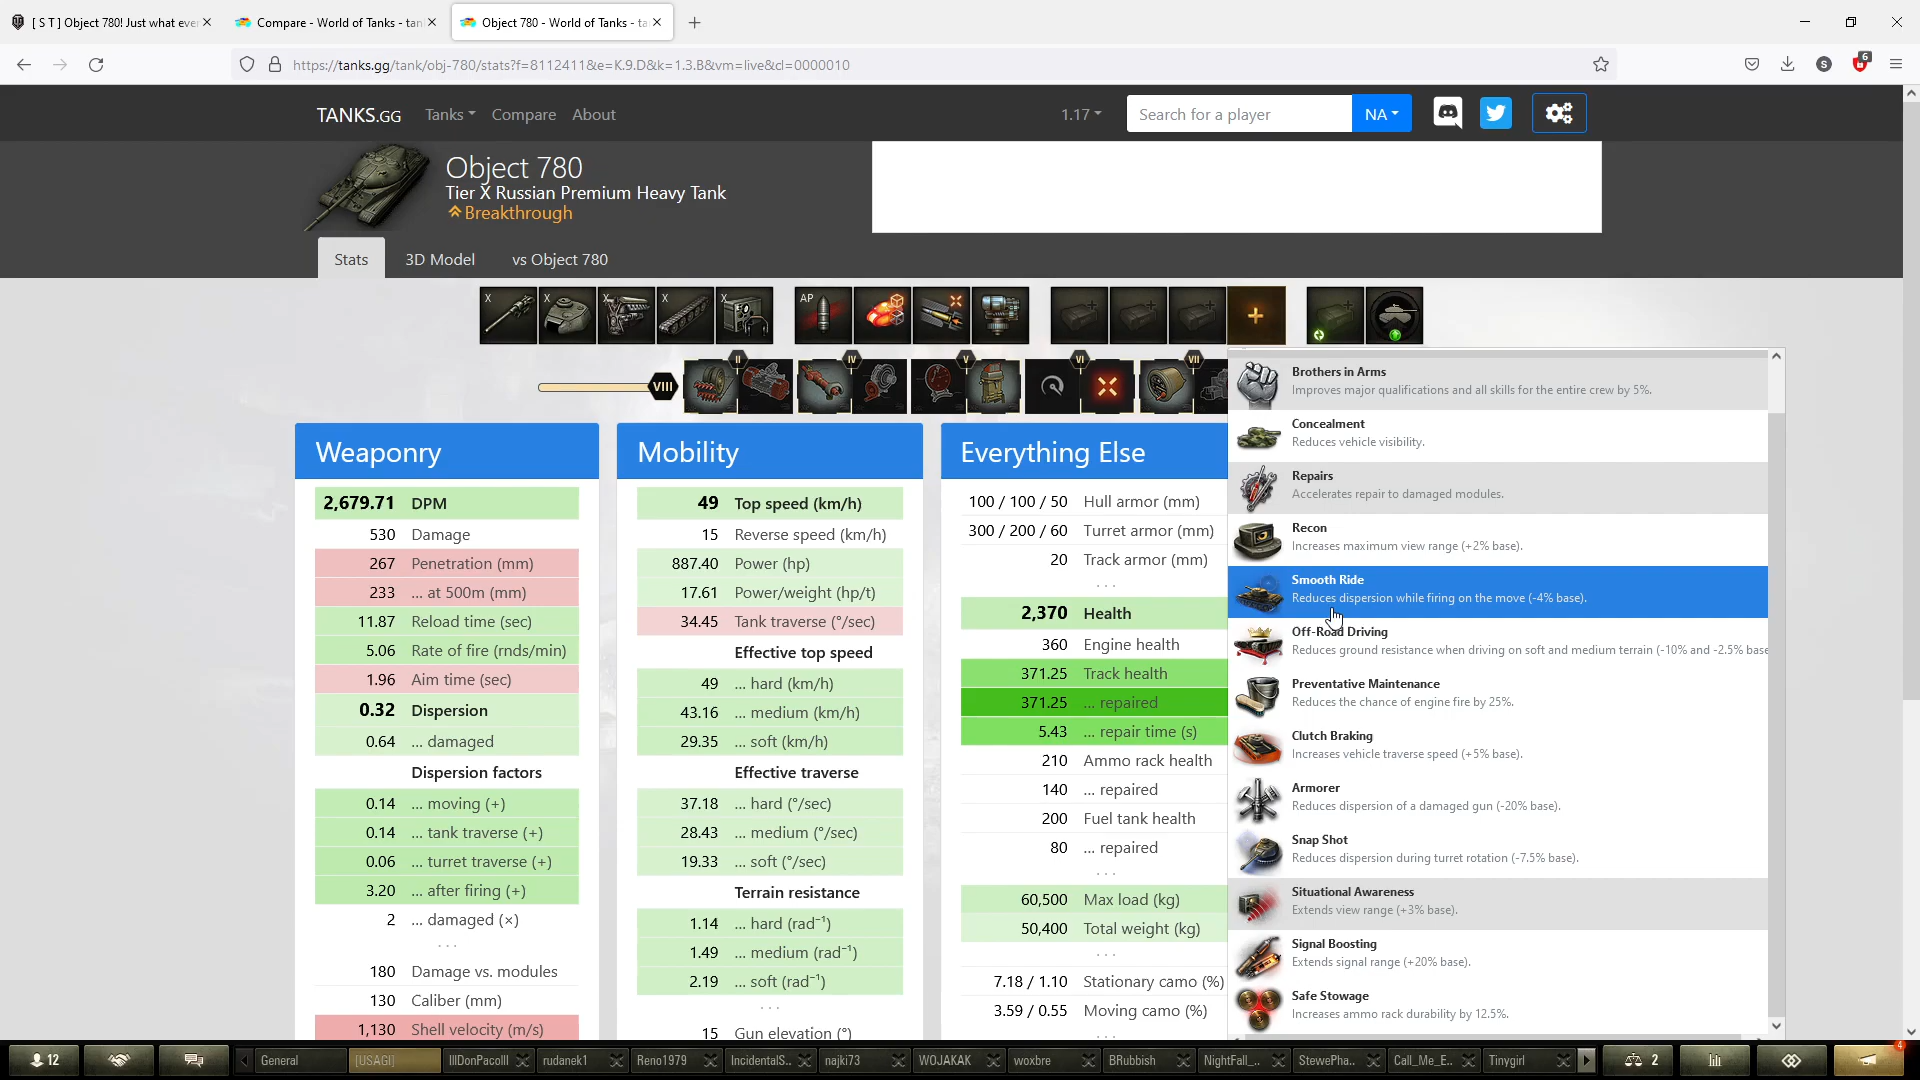 [ S T ] Object 780! Just what eve
Compare - World of Tanks - tan
Object 780 - World of Tanks - ta
https://tanks.gg/tank/obj-780/stats?f=8112411&e=K.9.D&k=1.3.B&vm=live&cl=0000010
S
6
TANKS.GG
Tanks
Compare
About
1.17
Search for a player
NA
Object 780
Tier X Russian Premium Heavy Tank
Breakthrough
Stats
3D Model
vs Object 780
X
X
X
X
X
AP
VIII
II
IV
V
VI
VII
Weaponry
2,679.71 DPM
530 Damage
267 Penetration (mm)
233 ... at 500m (mm)
11.87 Reload time (sec)
5.06 Rate of fire (rnds/min)
1.96 Aim time (sec)
0.32 Dispersion
0.64 ... damaged
Dispersion factors
0.14 ... moving (+)
0.14 ... tank traverse (+)
0.06 ... turret traverse (+)
3.20 ... after firing (+)
2 ... damaged (×)
...
180 Damage vs. modules
130 Caliber (mm)
1,130 Shell velocity (m/s)
Mobility
49 Top speed (km/h)
15 Reverse speed (km/h)
887.40 Power (hp)
17.61 Power/weight (hp/t)
34.45 Tank traverse (°/sec)
Effective top speed
49 ... hard (km/h)
43.16 ... medium (km/h)
29.35 ... soft (km/h)
Effective traverse
37.18 ... hard (°/sec)
28.43 ... medium (°/sec)
19.33 ... soft (°/sec)
Terrain resistance
1.14 ... hard (rad⁻¹)
1.49 ... medium (rad⁻¹)
2.19 ... soft (rad⁻¹)
...
15 Gun elevation (°)
Everything Else
100 / 100 / 50 Hull armor (mm)
300 / 200 / 60 Turret armor (mm)
20 Track armor (mm)
...
2,370 Health
360 Engine health
371.25 Track health
371.25 ... repaired
5.43 ... repair time (s)
210 Ammo rack health
140 ... repaired
200 Fuel tank health
80 ... repaired
...
60,500 Max load (kg)
50,400 Total weight (kg)
...
7.18 / 1.10 Stationary camo (%)
3.59 / 0.55 Moving camo (%)
...
Brothers in Arms
Improves major qualifications and all skills for the entire crew by 5%.
Concealment
Reduces vehicle visibility.
Repairs
Accelerates repair to damaged modules.
Recon
Increases maximum view range (+2% base).
Smooth Ride
Reduces dispersion while firing on the move (-4% base).
Off-Road Driving
Reduces ground resistance when driving on soft and medium terrain (-10% and -2.5% base
Preventative Maintenance
Reduces the chance of engine fire by 25%.
Clutch Braking
Increases vehicle traverse speed (+5% base).
Armorer
Reduces dispersion of a damaged gun (-20% base).
Snap Shot
Reduces dispersion during turret rotation (-7.5% base).
Situational Awareness
Extends view range (+3% base).
Signal Boosting
Extends signal range (+20% base).
Safe Stowage
Increases ammo rack durability by 12.5%.
12
General
[USAGI]
IIIDonPacoIII
rudanek1
Reno1979
IncidentalS..
najki73
WOJAKAK
woxbre
BRubbish
NightFall_..
StewePha..
Call_Me_E..
Tinygirl
2
4